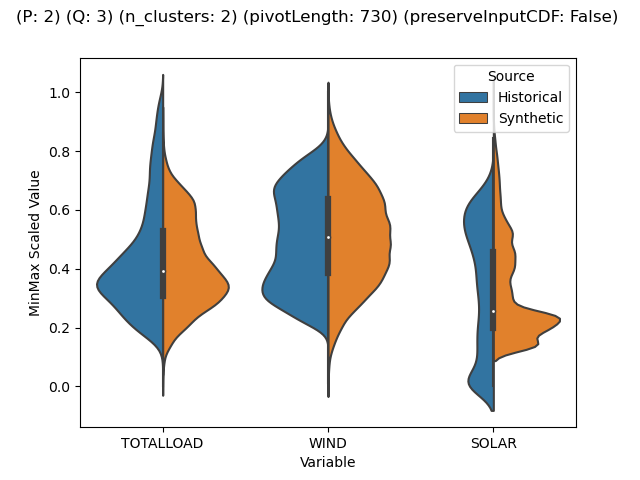 (P: 2) (Q: 3) (n_clusters: 2) (pivotLength: 730) (preserveInputCDF: False)
Source
Historical
Synthetic
MinMax Scaled Value
1.0
0.8
0.6
0.4
0.2
0.0
TOTALLOAD
WIND
SOLAR
Variable